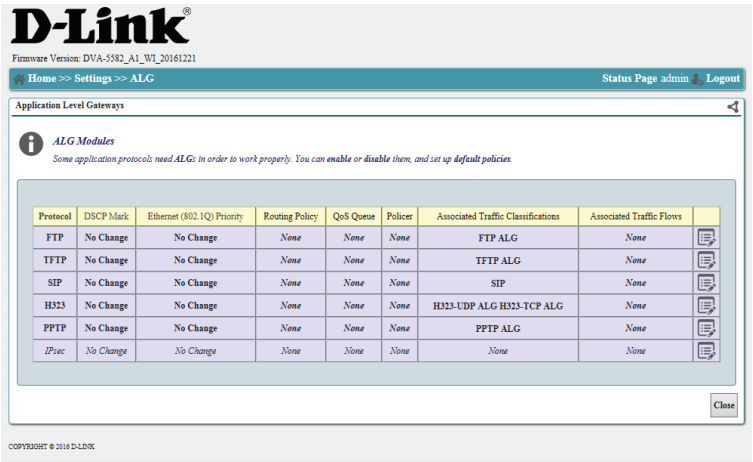 D-Link®
Firmware Version: DVA-5582_A1_WI_20161221
Home >> Settings >> ALG Status Page admin Logout
Application Level Gateways
ALG Modules
Some application protocols need ALGs in order to work properly. You can enable or disable them, and set up default policies.
Protocol DSCP Mark Ethernet (802.1Q) Priority Routing Policy QoS Queue Policer Associated Traffic Classifications Associated Traffic Flows
FTP No Change No Change None None None FTP ALG None
TFTP No Change No Change None None None TFTP ALG None
SIP No Change No Change None None None SIP None
H323 No Change No Change None None None H323-UDP ALG H323-TCP ALG None
PPTP No Change No Change None None None PPTP ALG None
IPsec No Change No Change None None None None None
Close
COPYRIGHT © 2016 D-LINK